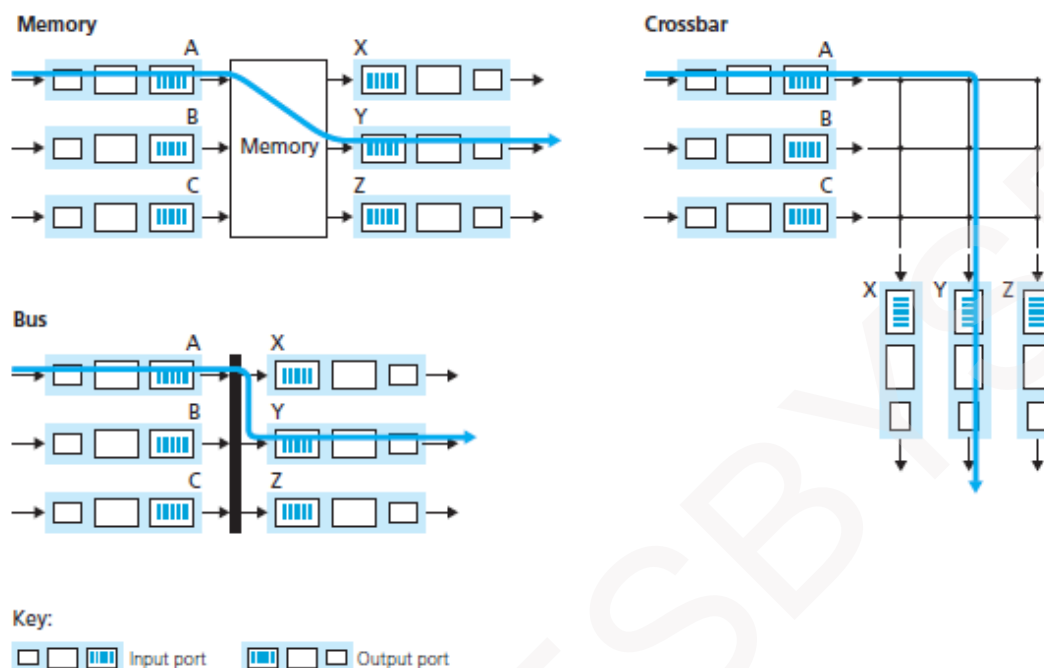 Memory
A
X
B
Y
Memory
C
Z
Crossbar
A
B
C
X
Y
Z
Bus
A
X
B
Y
C
Z
Key:
Input port
Output port